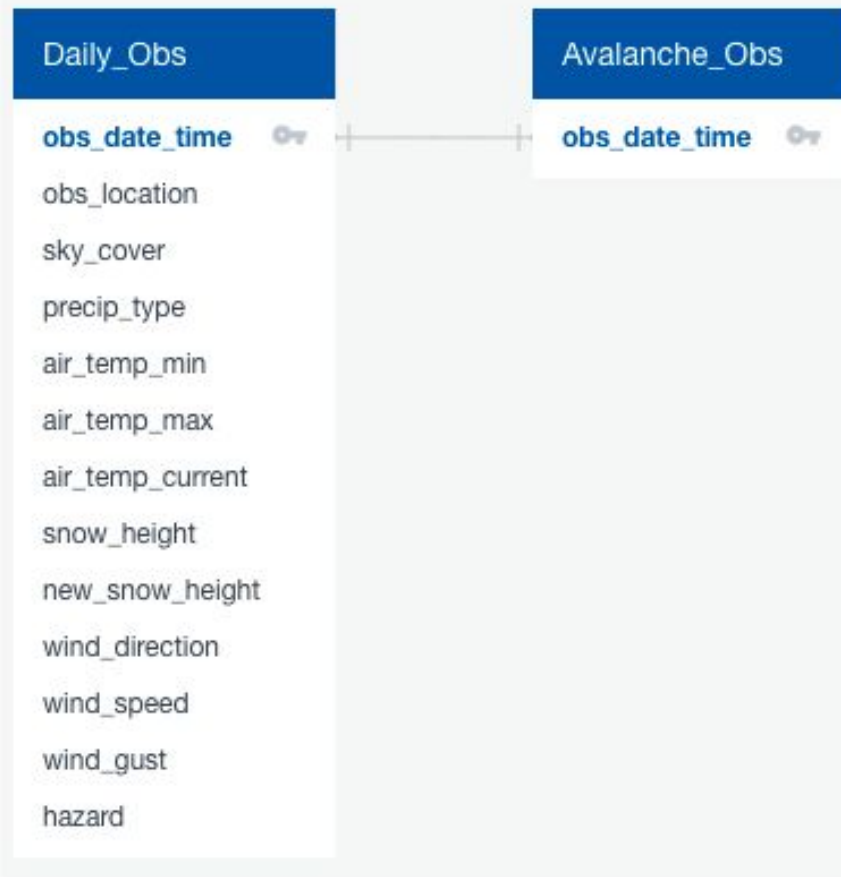 Daily_Obs
obs_date_time
obs_location
sky_cover
precip_type
air_temp_min
air_temp_max
air_temp_current
snow_height
new_snow_height
wind_direction
wind_speed
wind_gust
hazard
Avalanche_Obs
obs_date_time